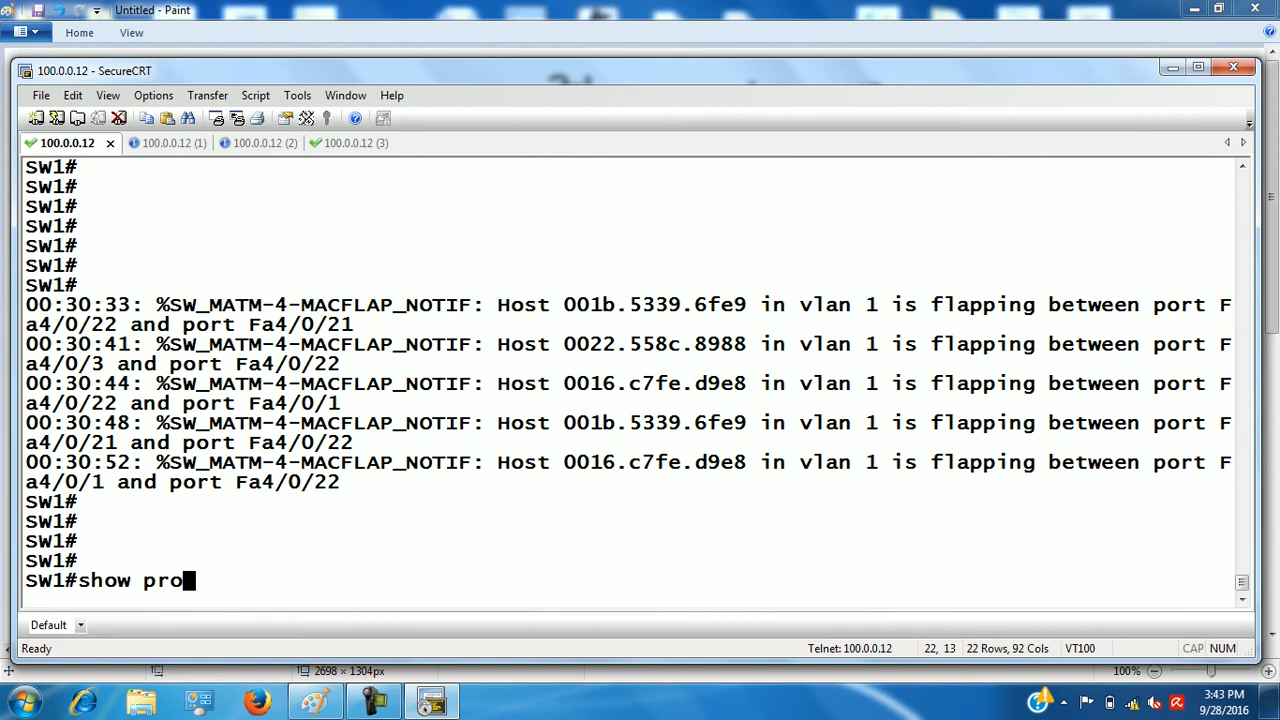 Untitled - Paint
Home View
100.0.0.12 - SecureCRT
File Edit View Options Transfer Script Tools Window Help
100.0.0.12 100.0.0.12 (1) 100.0.0.12 (2) 100.0.0.12 (3)
SW1#
SW1#
SW1#
SW1#
SW1#
SW1#
SW1#
00:30:33: %SW_MATM-4-MACFLAP_NOTIF: Host 001b.5339.6fe9 in vlan 1 is flapping between port F
a4/0/22 and port Fa4/0/21
00:30:41: %SW_MATM-4-MACFLAP_NOTIF: Host 0022.558c.8988 in vlan 1 is flapping between port F
a4/0/3 and port Fa4/0/22
00:30:44: %SW_MATM-4-MACFLAP_NOTIF: Host 0016.c7fe.d9e8 in vlan 1 is flapping between port F
a4/0/22 and port Fa4/0/1
00:30:48: %SW_MATM-4-MACFLAP_NOTIF: Host 001b.5339.6fe9 in vlan 1 is flapping between port F
a4/0/21 and port Fa4/0/22
00:30:52: %SW_MATM-4-MACFLAP_NOTIF: Host 0016.c7fe.d9e8 in vlan 1 is flapping between port F
a4/0/1 and port Fa4/0/22
SW1#
SW1#
SW1#
SW1#
SW1#show pro
Default
Ready Telnet: 100.0.0.12 22, 13 22 Rows, 92 Cols VT100 CAP NUM
2698 × 1304px 100%
3:43 PM
9/28/2016